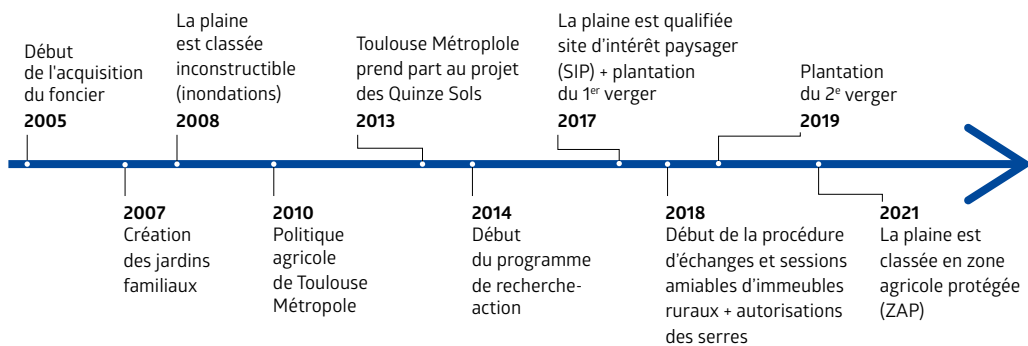 Début
de l'acquisition
du foncier
2005
La plaine
est classée
inconstructible
(inondations)
2008
Toulouse Métroplole
prend part au projet
des Quinze Sols
2013
La plaine est qualifiée
site d'intérêt paysager
(SIP) + plantation
du 1er verger
2017
Plantation
du 2e verger
2019
2007
Création
des jardins
familiaux
2010
Politique
agricole
de Toulouse
Métropole
2014
Début
du programme
de recherche-
action
2018
Début de la procédure
d'échanges et sessions
amiables d'immeubles
ruraux + autorisations
des serres
2021
La plaine est
classée en zone
agricole protégée
(ZAP)